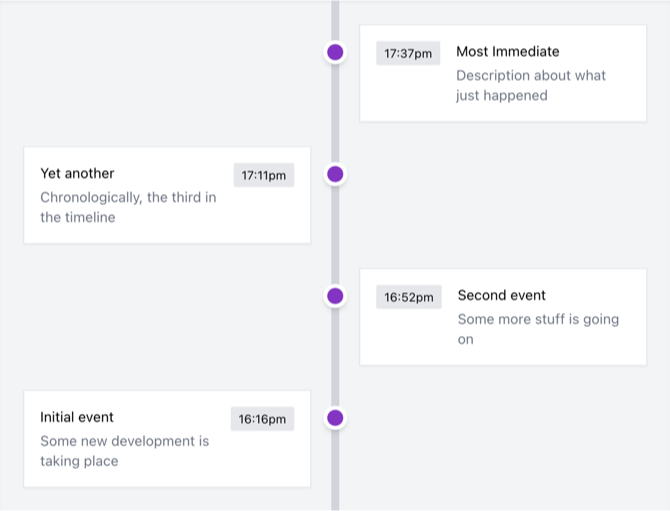 17:37pm Most Immediate
Description about what
just happened
Yet another 17:11pm
Chronologically, the third in
the timeline
16:52pm Second event
Some more stuff is going
on
Initial event 16:16pm
Some new development is
taking place